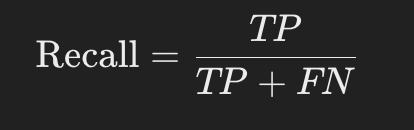 Recall = TP / TP + FN